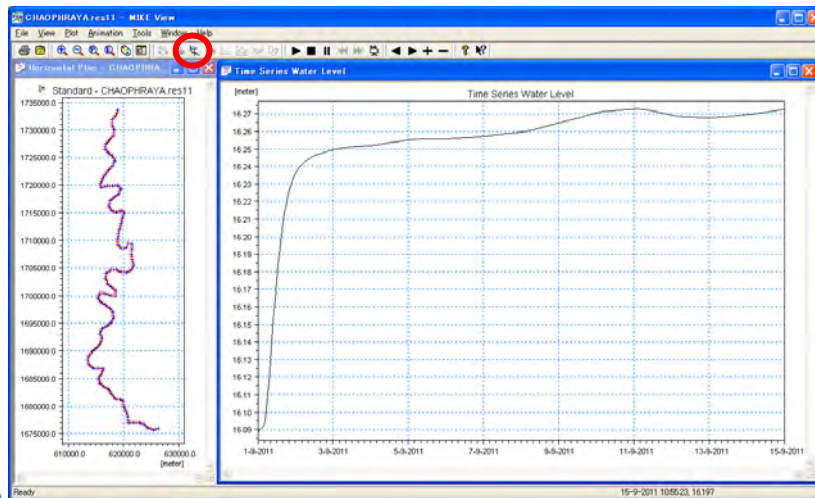 CHAOPHRAYA.res11 - MIKE View
File View Plot Animation Tools Window Help
Horizontal Plan - CHAOPHRA...
Standard - CHAOPHRAYA.res11
1735000.0
1730000.0
1725000.0
1720000.0
1715000.0
1710000.0
1705000.0
1700000.0
1695000.0
1690000.0
1685000.0
1680000.0
1675000.0
610000.0 620000.0 630000.0
[meter]
Time Series Water Level
[meter]
Time Series Water Level
16.27
16.26
16.25
16.24
16.23
16.22
16.21
16.20
16.19
16.18
16.17
16.16
16.15
16.14
16.13
16.12
16.11
16.10
16.09
1-9-2011 3-9-2011 5-9-2011 7-9-2011 9-9-2011 11-9-2011 13-9-2011 15-9-2011
Ready
15-9-2011 10:55:23, 16.197